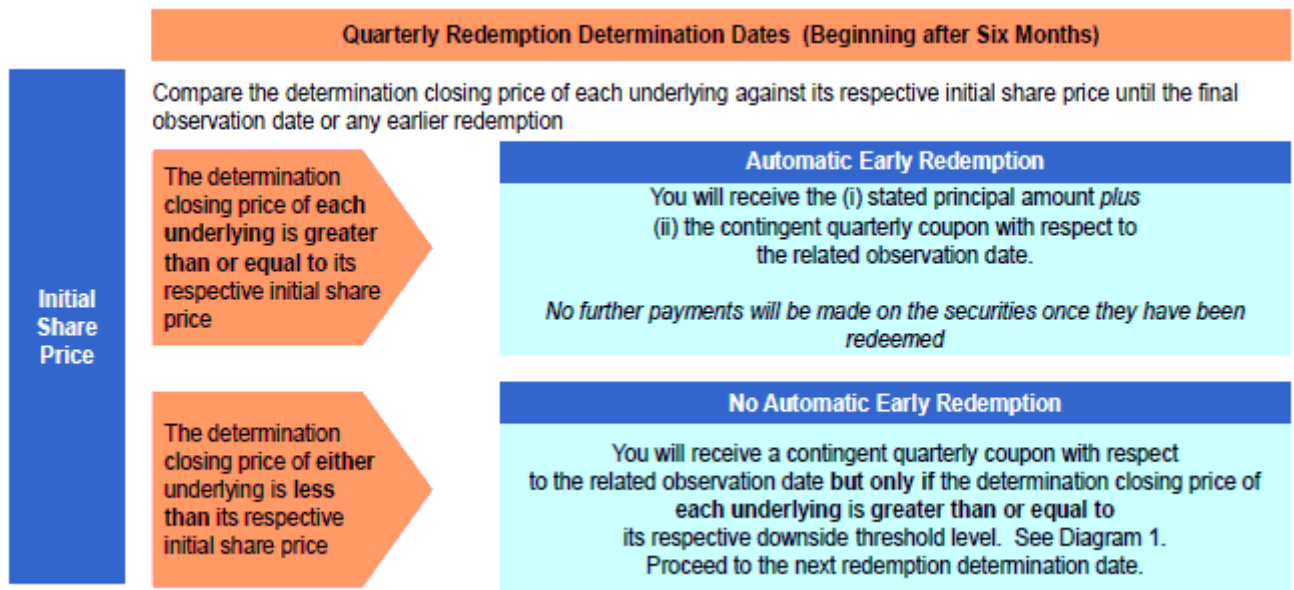 Quarterly Redemption Determination Dates (Beginning after Six Months)
Compare the determination closing price of each underlying against its respective initial share price until the final
observation date or any earlier redemption
Initial
Share
Price
The determination
closing price of each
underlying is greater
than or equal to its
respective initial share
price
Automatic Early Redemption
You will receive the (i) stated principal amount plus
(ii) the contingent quarterly coupon with respect to
the related observation date.
No further payments will be made on the securities once they have been
redeemed
The determination
closing price of either
underlying is less
than its respective
initial share price
No Automatic Early Redemption
You will receive a contingent quarterly coupon with respect
to the related observation date but only if the determination closing price of
each underlying is greater than or equal to
its respective downside threshold level. See Diagram 1.
Proceed to the next redemption determination date.